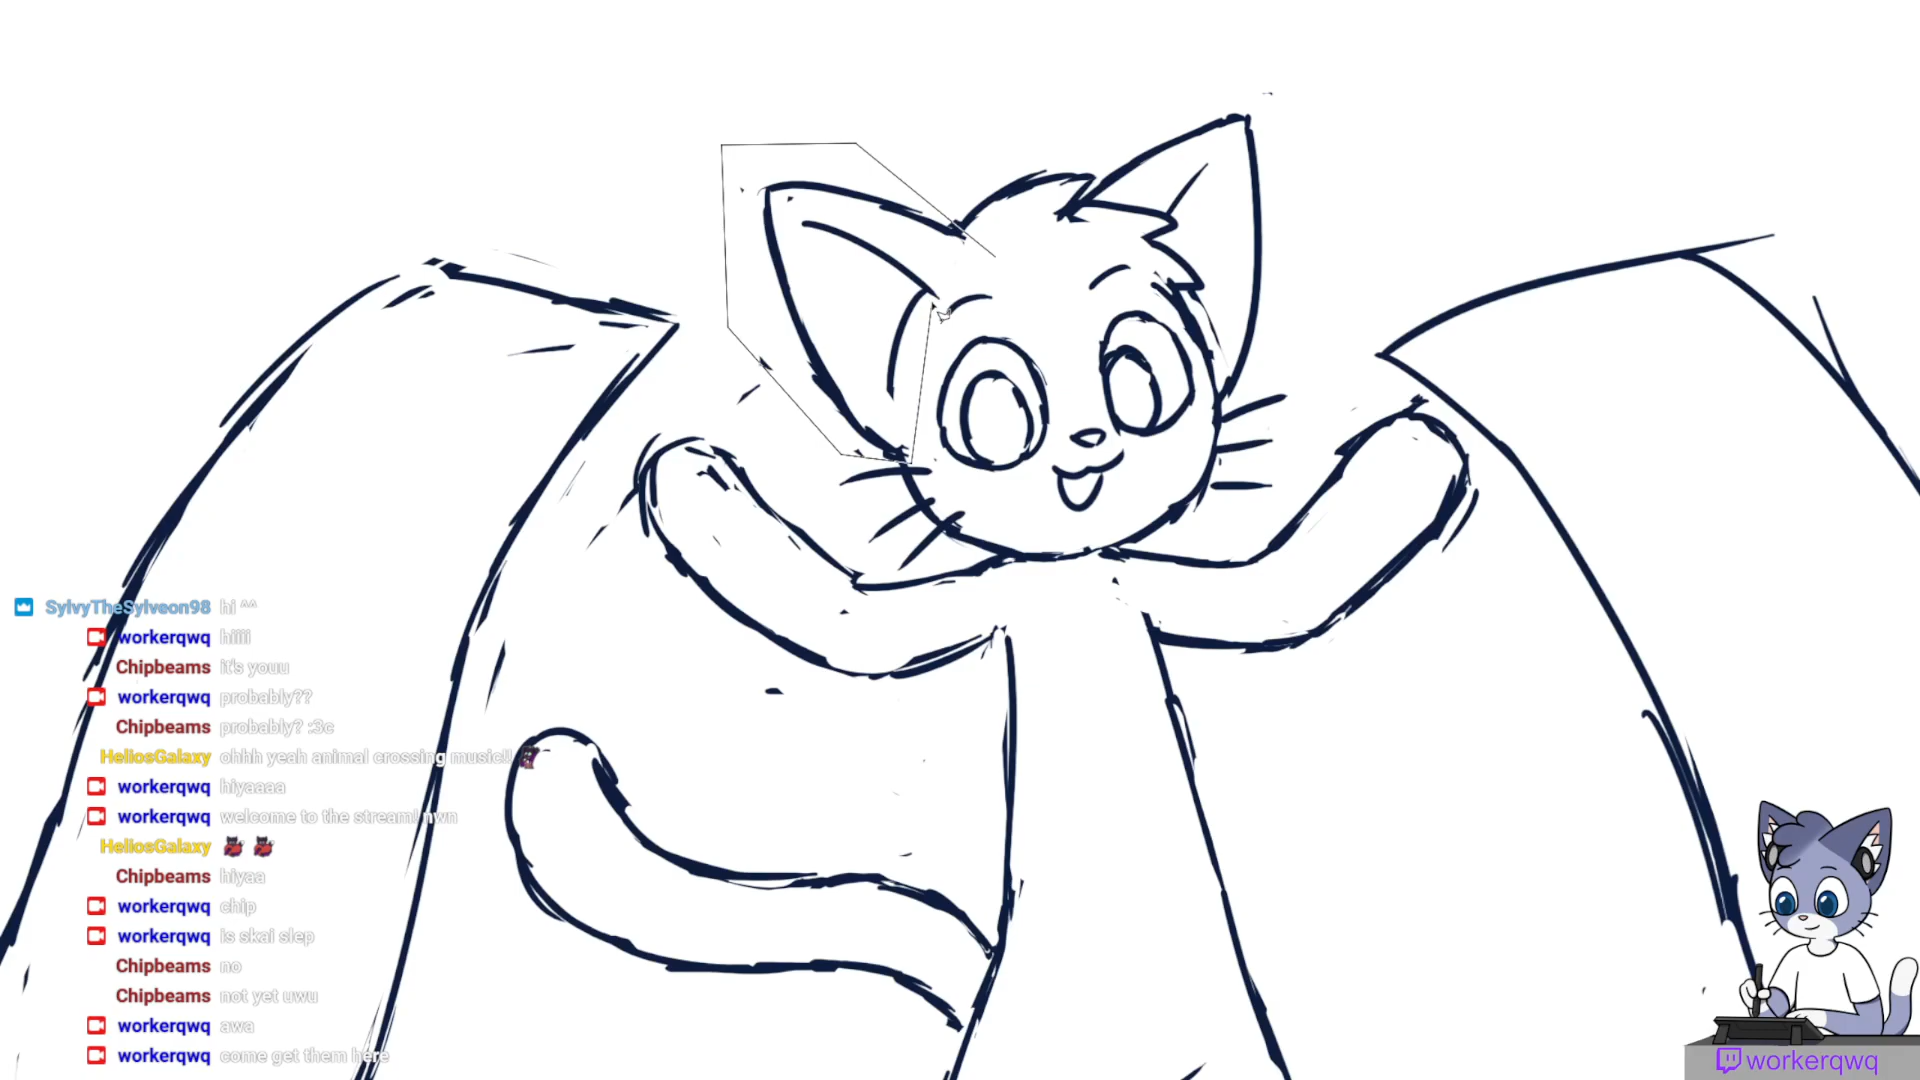 SylvyTheSylveon98 hi ^^
workerqwq hiiii
Chipbeams it's youu
workerqwq probably??
Chipbeams probably? :3c
HeliosGalaxy ohhh yeah animal crossing music!!
workerqwq hiyaaaa
workerqwq welcome to the stream! nwn
HeliosGalaxy
Chipbeams hiyaa
workerqwq chip
workerqwq is skai slep
Chipbeams no
Chipbeams not yet uwu
workerqwq awa
workerqwq come get them here
workerqwq